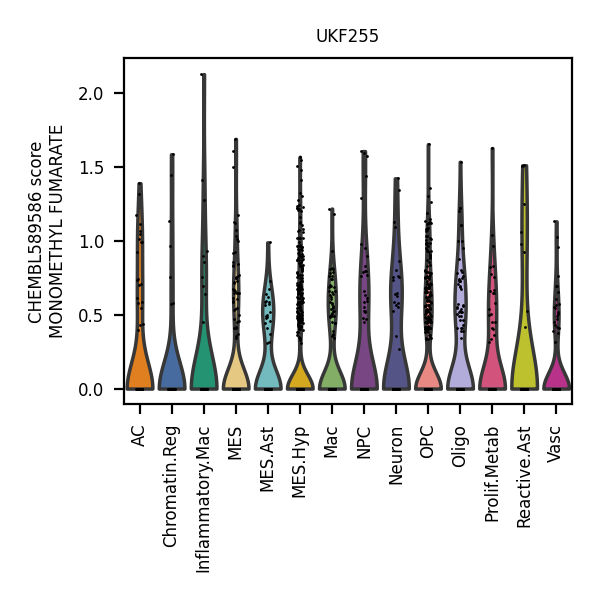 UKF255
CHEMBL589586 score
MONOMETHYL FUMARATE
2.0
1.5
1.0
0.5
0.0
AC
Chromatin.Reg
Inflammatory.Mac
MES
MES.Ast
MES.Hyp
Mac
NPC
Neuron
OPC
Oligo
Prolif.Metab
Reactive.Ast
Vasc